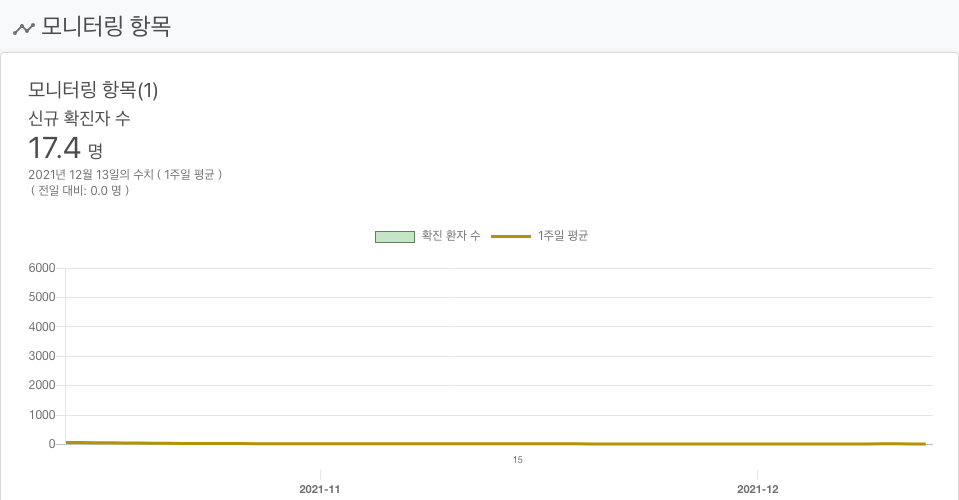 모니터링 항목
모니터링 항목(1)
신규 확진자 수
17.4 명
2021년 12월 13일의 수치 ( 1주일 평균 )
( 전일 대비: 0.0 명 )
확진 환자 수 1주일 평균
6000
5000
4000
3000
2000
1000
0
15
2021-11 2021-12